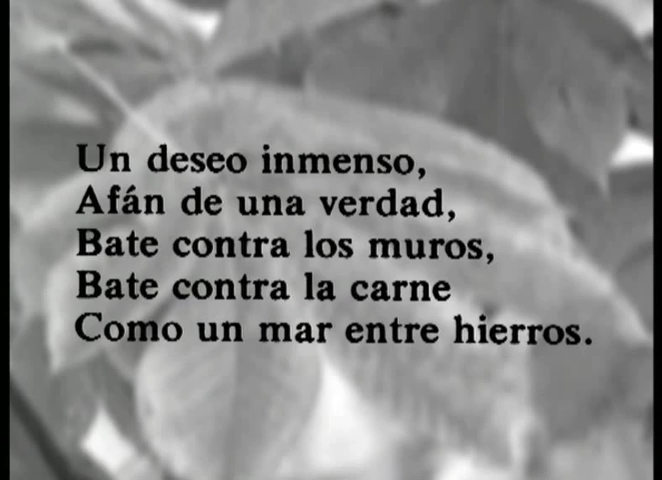 Un deseo inmenso,
Afán de una verdad,
Bate contra los muros,
Bate contra la carne
Como un mar entre hierros.